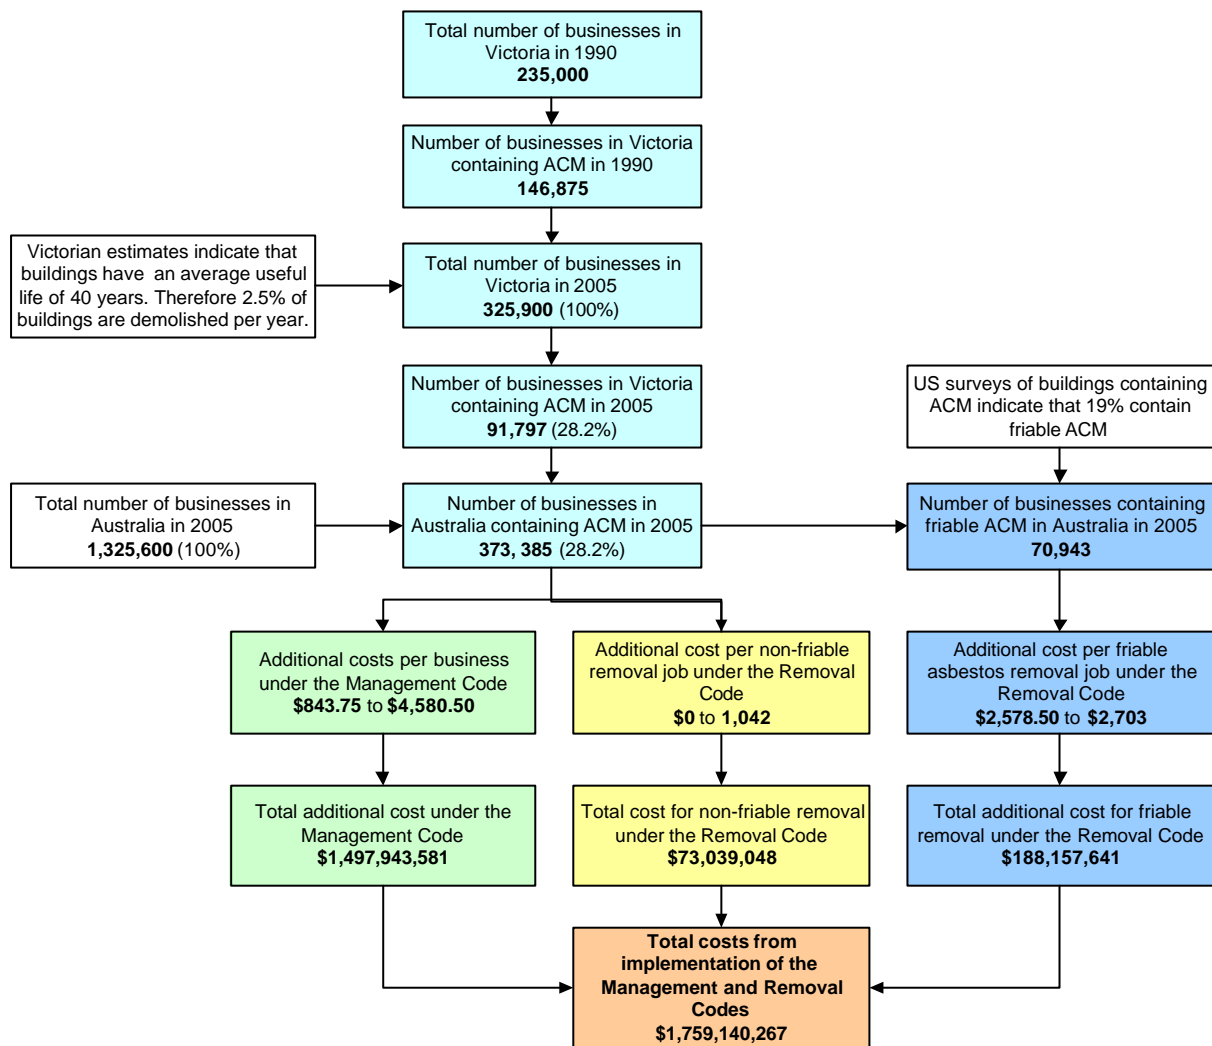 Total number of businesses in
Victoria in 1990
235,000
Number of businesses in Victoria
containing ACM in 1990
146,875
Victorian estimates indicate that
buildings have  an average useful
life of 40 years. Therefore 2.5% of
buildings are demolished per year.
Total number of businesses in
Victoria in 2005
325,900 (100%)
Number of businesses in Victoria
containing ACM in 2005
91,797 (28.2%)
US surveys of buildings containing
ACM indicate that 19% contain
friable ACM
Total number of businesses in
Australia in 2005
1,325,600 (100%)
Number of businesses in
Australia containing ACM in 2005
373, 385 (28.2%)
Number of businesses containing
friable ACM in Australia in 2005
70,943
Additional costs per business
under the Management Code
$843.75 to $4,580.50
Additional cost per non-friable
removal job under the Removal
Code
$0 to 1,042
Additional cost per friable
asbestos removal job under the
Removal Code
$2,578.50 to $2,703
Total additional cost under the
Management Code
$1,497,943,581
Total cost for non-friable removal
under the Removal Code
$73,039,048
Total additional cost for friable
removal under the Removal Code
$188,157,641
Total costs from
implementation of the
Management and Removal
Codes
$1,759,140,267